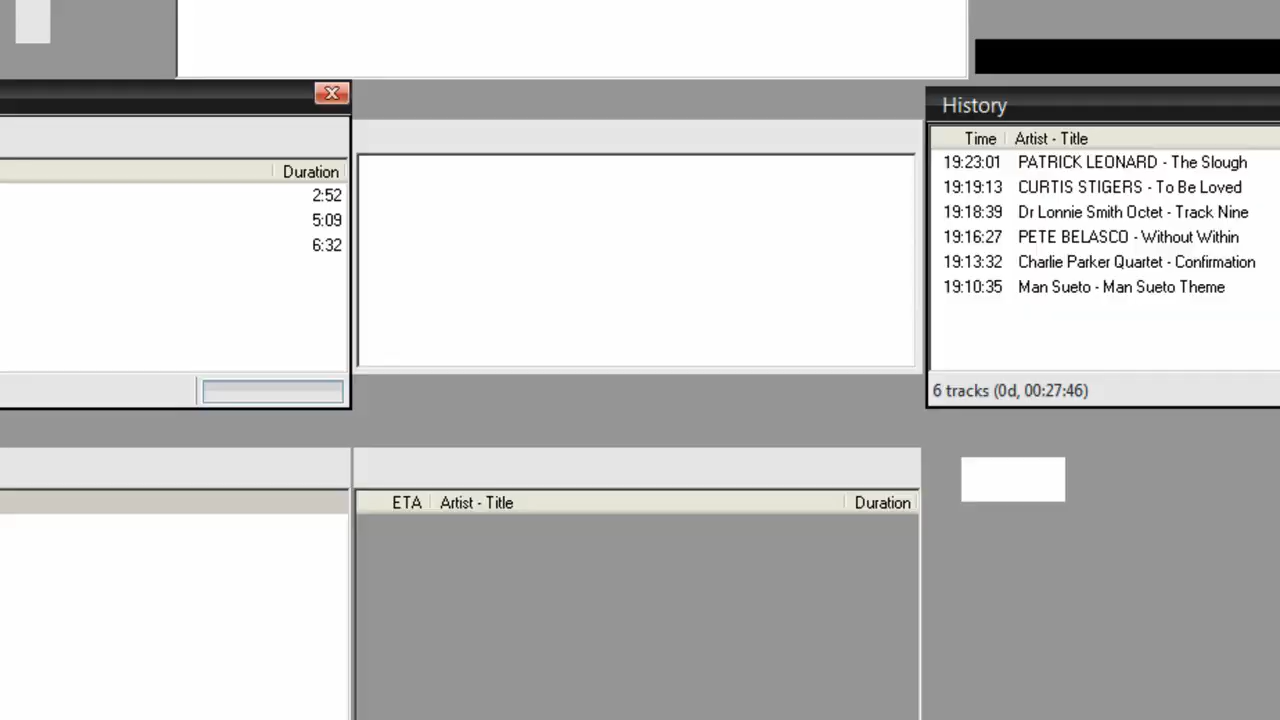 Duration
2:52
5:09
6:32
History
Time Artist - Title
19:23:01 PATRICK LEONARD - The Slough
19:19:13 CURTIS STIGERS - To Be Loved
19:18:39 Dr Lonnie Smith Octet - Track Nine
19:16:27 PETE BELASCO - Without Within
19:13:32 Charlie Parker Quartet - Confirmation
19:10:35 Man Sueto - Man Sueto Theme
6 tracks (0d, 00:27:46)
ETA Artist - Title Duration